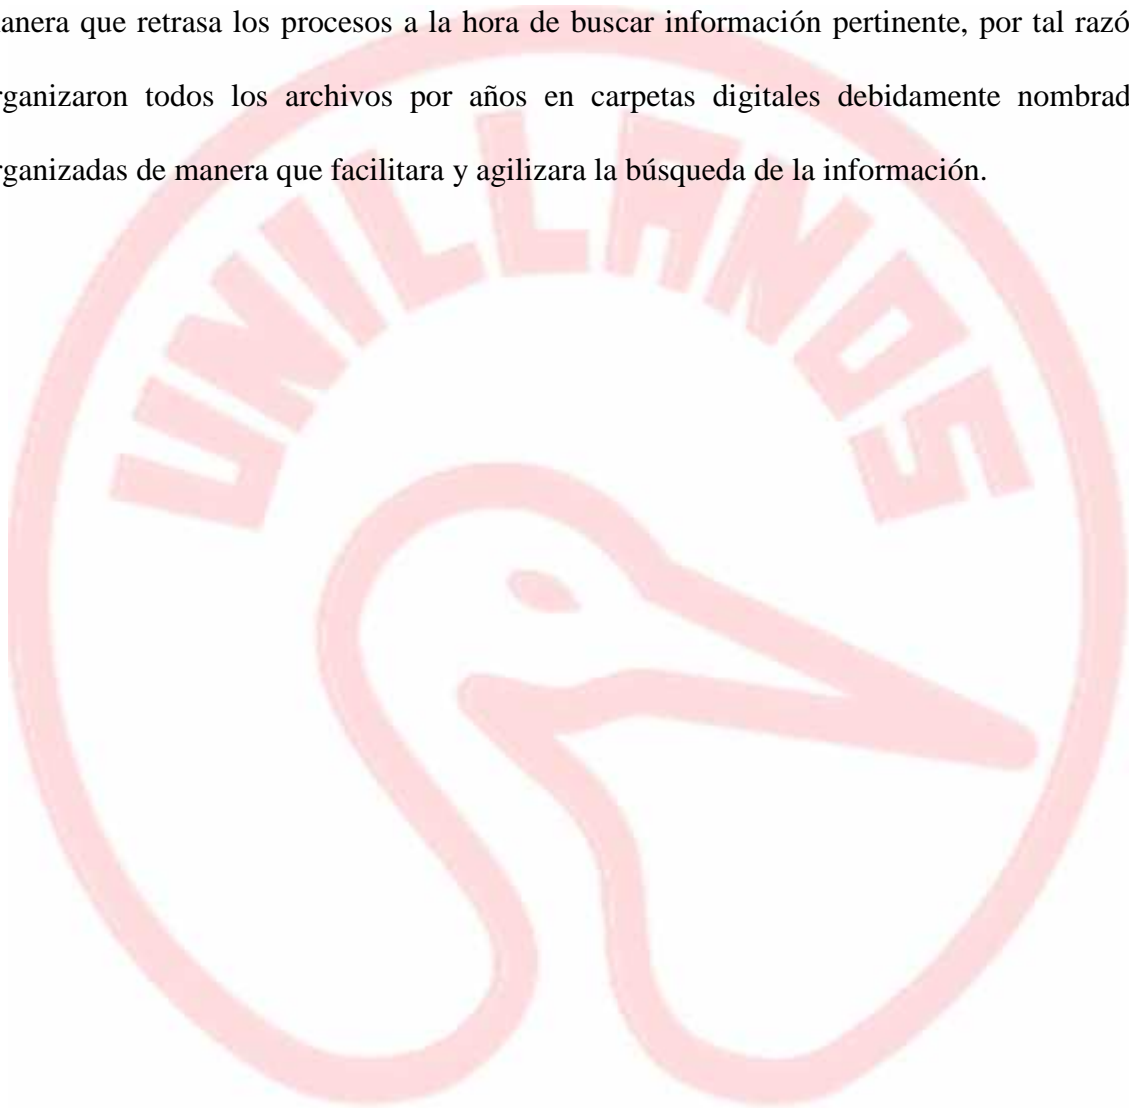 anera que retrasa los procesos a la hora de buscar información pertinente, por tal razó
rganizaron todos los archivos por años en carpetas digitales debidamente nombrad
rganizadas de manera que facilitara y agilizara la búsqueda de la información.
UNILLANOS